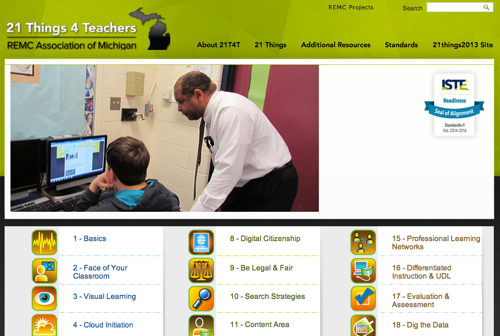 REMC Projects
Search
21 Things 4 Teachers
REMC Association of Michigan
About 21T4T
21 Things
Additional Resources
Standards
21things2013 Site
ISTE
Readiness
Seal of Alignment
Standards•T
Feb. 2014-2016
1 - Basics
2 - Face of Your
Classroom
3 - Visual Learning
4 - Cloud Initiation
8 - Digital Citizenship
9 - Be Legal & Fair
10 - Search Strategies
11 - Content Area
15 - Professional Learning
Networks
16 - Differentiated
Instruction & UDL
17 - Evaluation &
Assessment
18 - Dig the Data